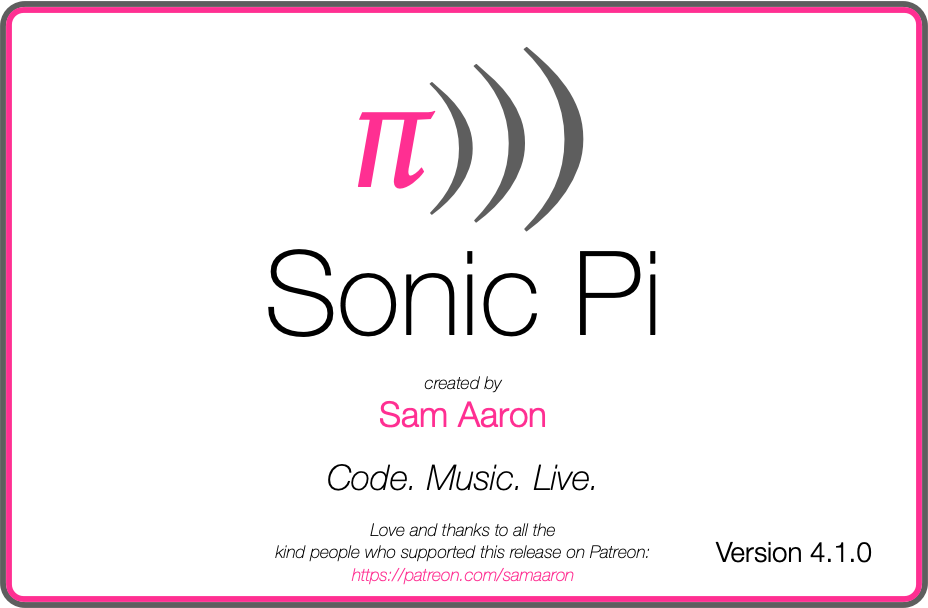 π
Sonic Pi
created by
Sam Aaron
Code. Music. Live.
Love and thanks to all the
kind people who supported this release on Patreon:
https://patreon.com/samaaron
Version 4.1.0